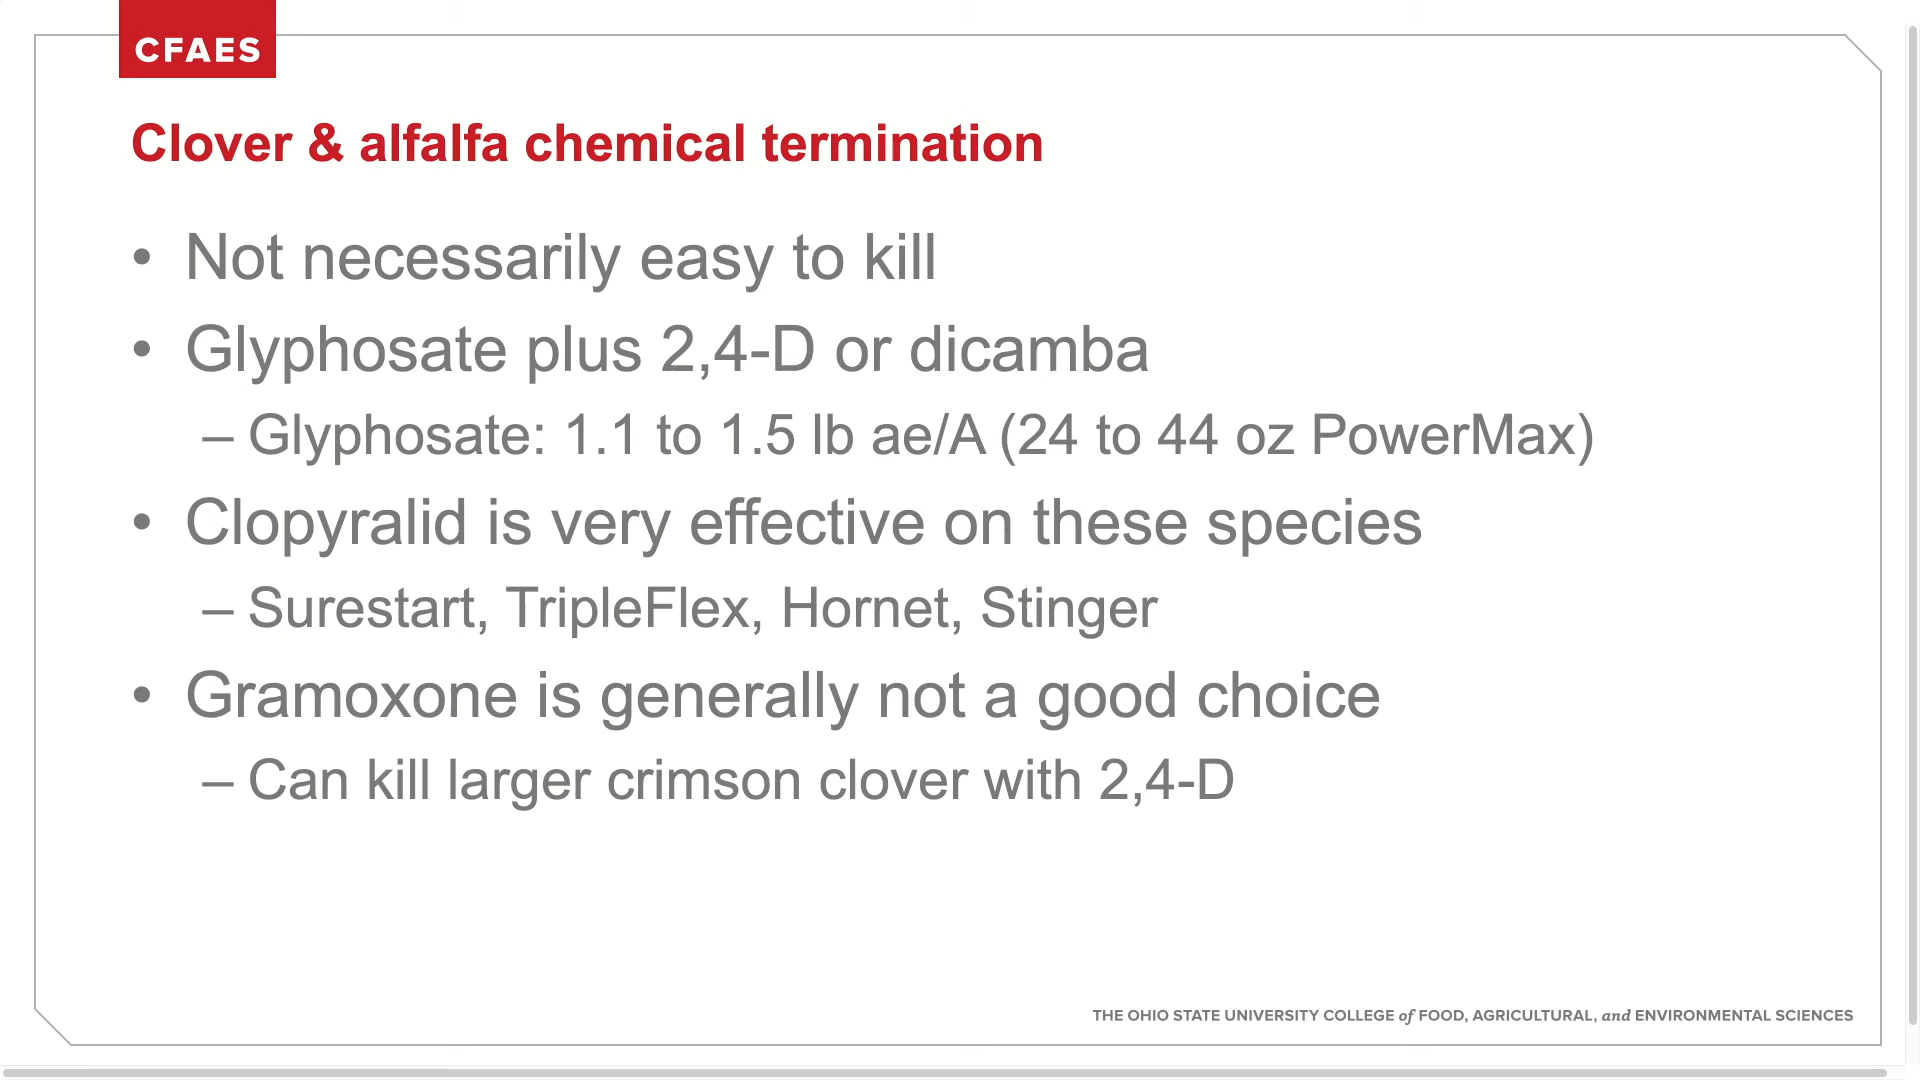 CFAES
Clover & alfalfa chemical termination
• Not necessarily easy to kill
• Glyphosate plus 2,4-D or dicamba
– Glyphosate: 1.1 to 1.5 lb ae/A (24 to 44 oz PowerMax)
• Clopyralid is very effective on these species
– Surestart, TripleFlex, Hornet, Stinger
• Gramoxone is generally not a good choice
– Can kill larger crimson clover with 2,4-D
THE OHIO STATE UNIVERSITY COLLEGE of FOOD, AGRICULTURAL, and ENVIRONMENTAL SCIENCES